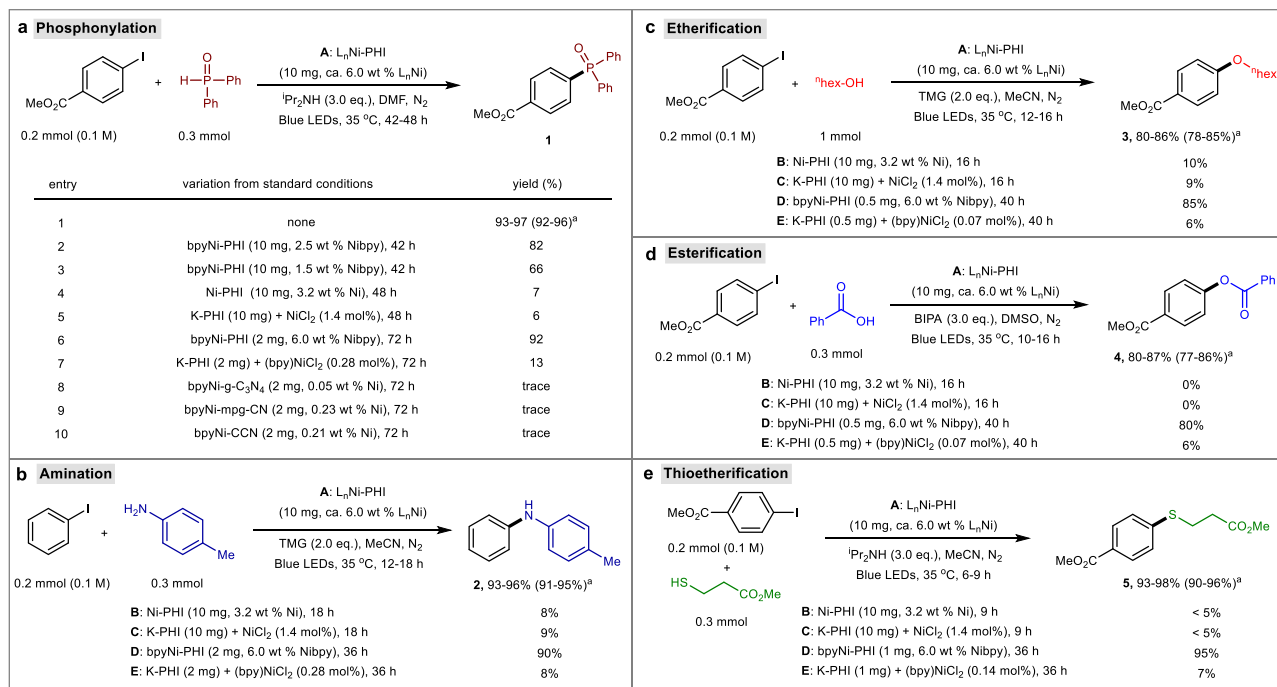 a Phosphonylation
I
MeO₂C
0.2 mmol (0.1 M)
+
O
H P Ph
Ph
0.3 mmol
A: LₙNi-PHI
(10 mg, ca. 6.0 wt % LₙNi)
ⁱPr₂NH (3.0 eq.), DMF, N₂
Blue LEDs, 35 °C, 42-48 h
O
P Ph
Ph
MeO₂C
1
entry variation from standard conditions yield (%)
1 none 93-97 (92-96)ᵃ
2 bpyNi-PHI (10 mg, 2.5 wt % Nibpy), 42 h 82
3 bpyNi-PHI (10 mg, 1.5 wt % Nibpy), 42 h 66
4 Ni-PHI (10 mg, 3.2 wt % Ni), 48 h 7
5 K-PHI (10 mg) + NiCl₂ (1.4 mol%), 48 h 6
6 bpyNi-PHI (2 mg, 6.0 wt % Nibpy), 72 h 92
7 K-PHI (2 mg) + (bpy)NiCl₂ (0.28 mol%), 72 h 13
8 bpyNi-g-C₃N₄ (2 mg, 0.05 wt % Ni), 72 h trace
9 bpyNi-mpg-CN (2 mg, 0.23 wt % Ni), 72 h trace
10 bpyNi-CCN (2 mg, 0.21 wt % Ni), 72 h trace
b Amination
I
0.2 mmol (0.1 M)
+
H₂N
Me
0.3 mmol
A: LₙNi-PHI
(10 mg, ca. 6.0 wt % LₙNi)
TMG (2.0 eq.), MeCN, N₂
Blue LEDs, 35 °C, 12-18 h
H
N
Me
2, 93-96% (91-95%)ᵃ
B: Ni-PHI (10 mg, 3.2 wt % Ni), 18 h 8%
C: K-PHI (10 mg) + NiCl₂ (1.4 mol%), 18 h 9%
D: bpyNi-PHI (2 mg, 6.0 wt % Nibpy), 36 h 90%
E: K-PHI (2 mg) + (bpy)NiCl₂ (0.28 mol%), 36 h 8%
c Etherification
I
MeO₂C
0.2 mmol (0.1 M)
+
ⁿhex-OH
1 mmol
A: LₙNi-PHI
(10 mg, ca. 6.0 wt % LₙNi)
TMG (2.0 eq.), MeCN, N₂
Blue LEDs, 35 °C, 12-16 h
O
ⁿhex
MeO₂C
3, 80-86% (78-85%)ᵃ
B: Ni-PHI (10 mg, 3.2 wt % Ni), 16 h 10%
C: K-PHI (10 mg) + NiCl₂ (1.4 mol%), 16 h 9%
D: bpyNi-PHI (0.5 mg, 6.0 wt % Nibpy), 40 h 85%
E: K-PHI (0.5 mg) + (bpy)NiCl₂ (0.07 mol%), 40 h 6%
d Esterification
I
MeO₂C
0.2 mmol (0.1 M)
+
O
Ph OH
0.3 mmol
A: LₙNi-PHI
(10 mg, ca. 6.0 wt % LₙNi)
BIPA (3.0 eq.), DMSO, N₂
Blue LEDs, 35 °C, 10-16 h
O Ph
O
MeO₂C
4, 80-87% (77-86%)ᵃ
B: Ni-PHI (10 mg, 3.2 wt % Ni), 16 h 0%
C: K-PHI (10 mg) + NiCl₂ (1.4 mol%), 16 h 0%
D: bpyNi-PHI (0.5 mg, 6.0 wt % Nibpy), 40 h 80%
E: K-PHI (0.5 mg) + (bpy)NiCl₂ (0.07 mol%), 40 h 6%
e Thioetherification
I
MeO₂C
0.2 mmol (0.1 M)
+
HS
CO₂Me
0.3 mmol
A: LₙNi-PHI
(10 mg, ca. 6.0 wt % LₙNi)
ⁱPr₂NH (3.0 eq.), MeCN, N₂
Blue LEDs, 35 °C, 6-9 h
S
CO₂Me
MeO₂C
5, 93-98% (90-96%)ᵃ
B: Ni-PHI (10 mg, 3.2 wt % Ni), 9 h < 5%
C: K-PHI (10 mg) + NiCl₂ (1.4 mol%), 9 h < 5%
D: bpyNi-PHI (1 mg, 6.0 wt % Nibpy), 36 h 95%
E: K-PHI (1 mg) + (bpy)NiCl₂ (0.14 mol%), 36 h 7%